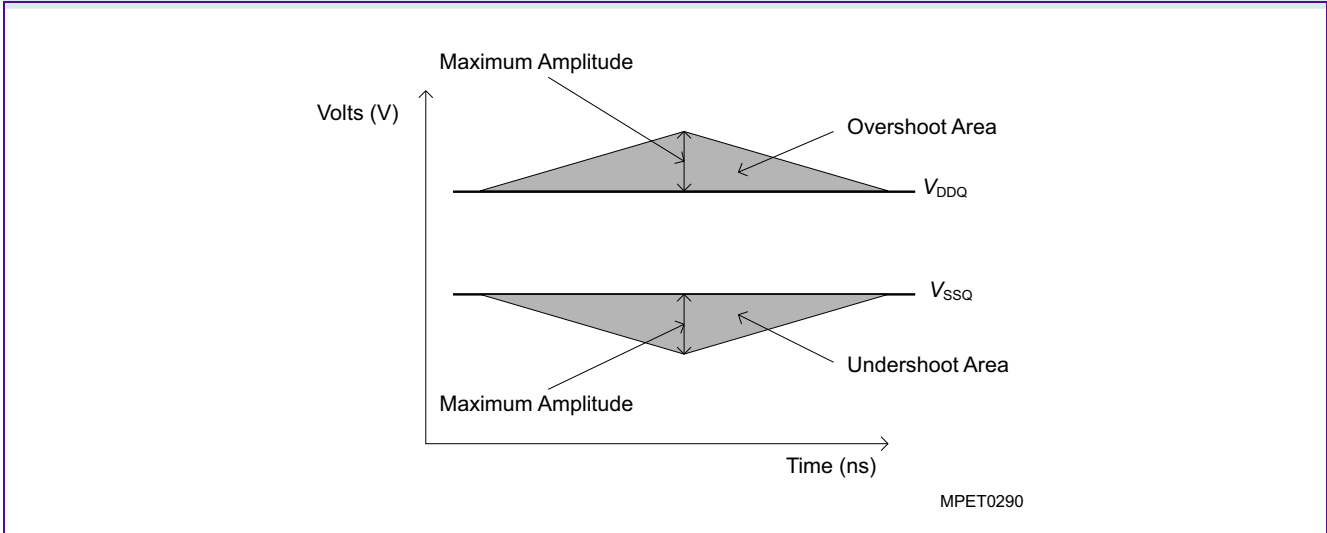 Maximum Amplitude
Volts (V)
Overshoot Area
VDDQ
VSSQ
Undershoot Area
Maximum Amplitude
Time (ns)
MPET0290